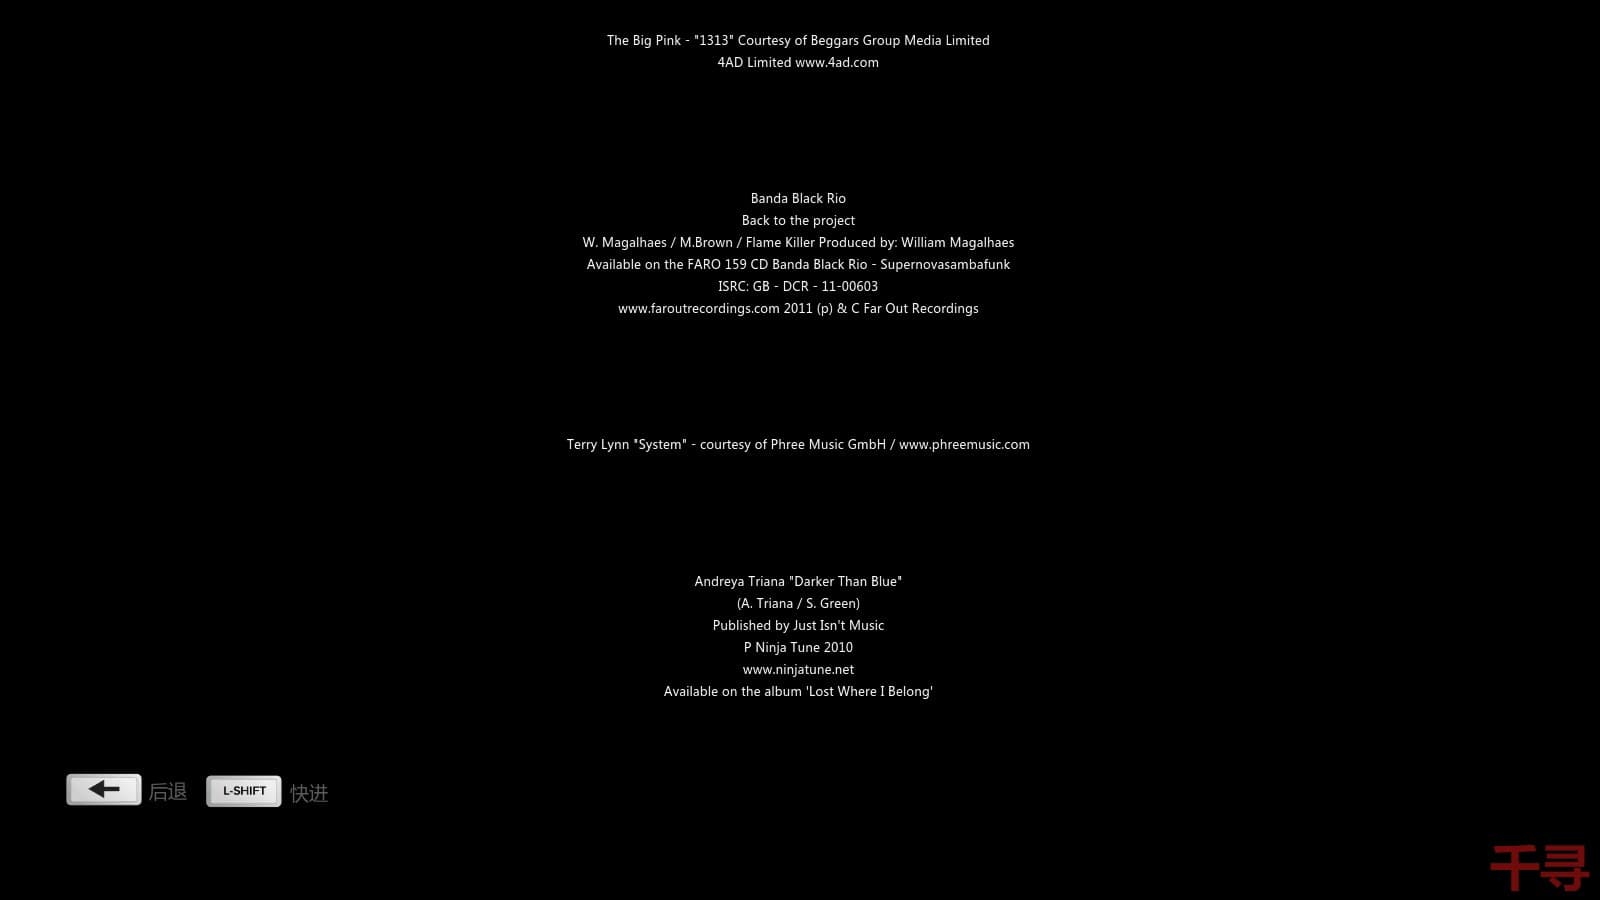 The Big Pink - "1313" Courtesy of Beggars Group Media Limited
4AD Limited www.4ad.com
Banda Black Rio
Back to the project
W. Magalhaes / M.Brown / Flame Killer Produced by: William Magalhaes
Available on the FARO 159 CD Banda Black Rio - Supernovasambafunk
ISRC: GB - DCR - 11-00603
www.faroutrecordings.com 2011 (p) & C Far Out Recordings
Terry Lynn "System" - courtesy of Phree Music GmbH / www.phreemusic.com
Andreya Triana "Darker Than Blue"
(A. Triana / S. Green)
Published by Just Isn't Music
P Ninja Tune 2010
www.ninjatune.net
Available on the album 'Lost Where I Belong'
后退 L-SHIFT 快进
千寻